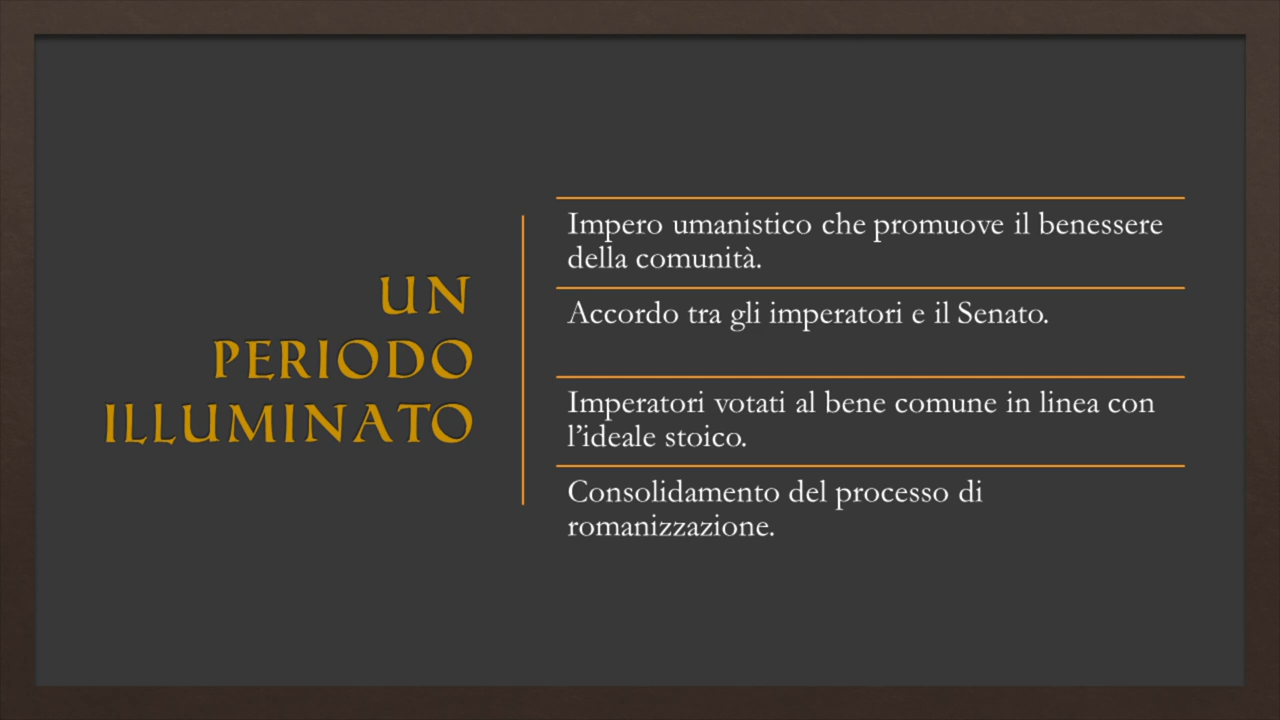 UN
PERIODO
ILLUMINATO
Impero umanistico che promuove il benessere
della comunità.
Accordo tra gli imperatori e il Senato.
Imperatori votati al bene comune in linea con
l’ideale stoico.
Consolidamento del processo di
romanizzazione.